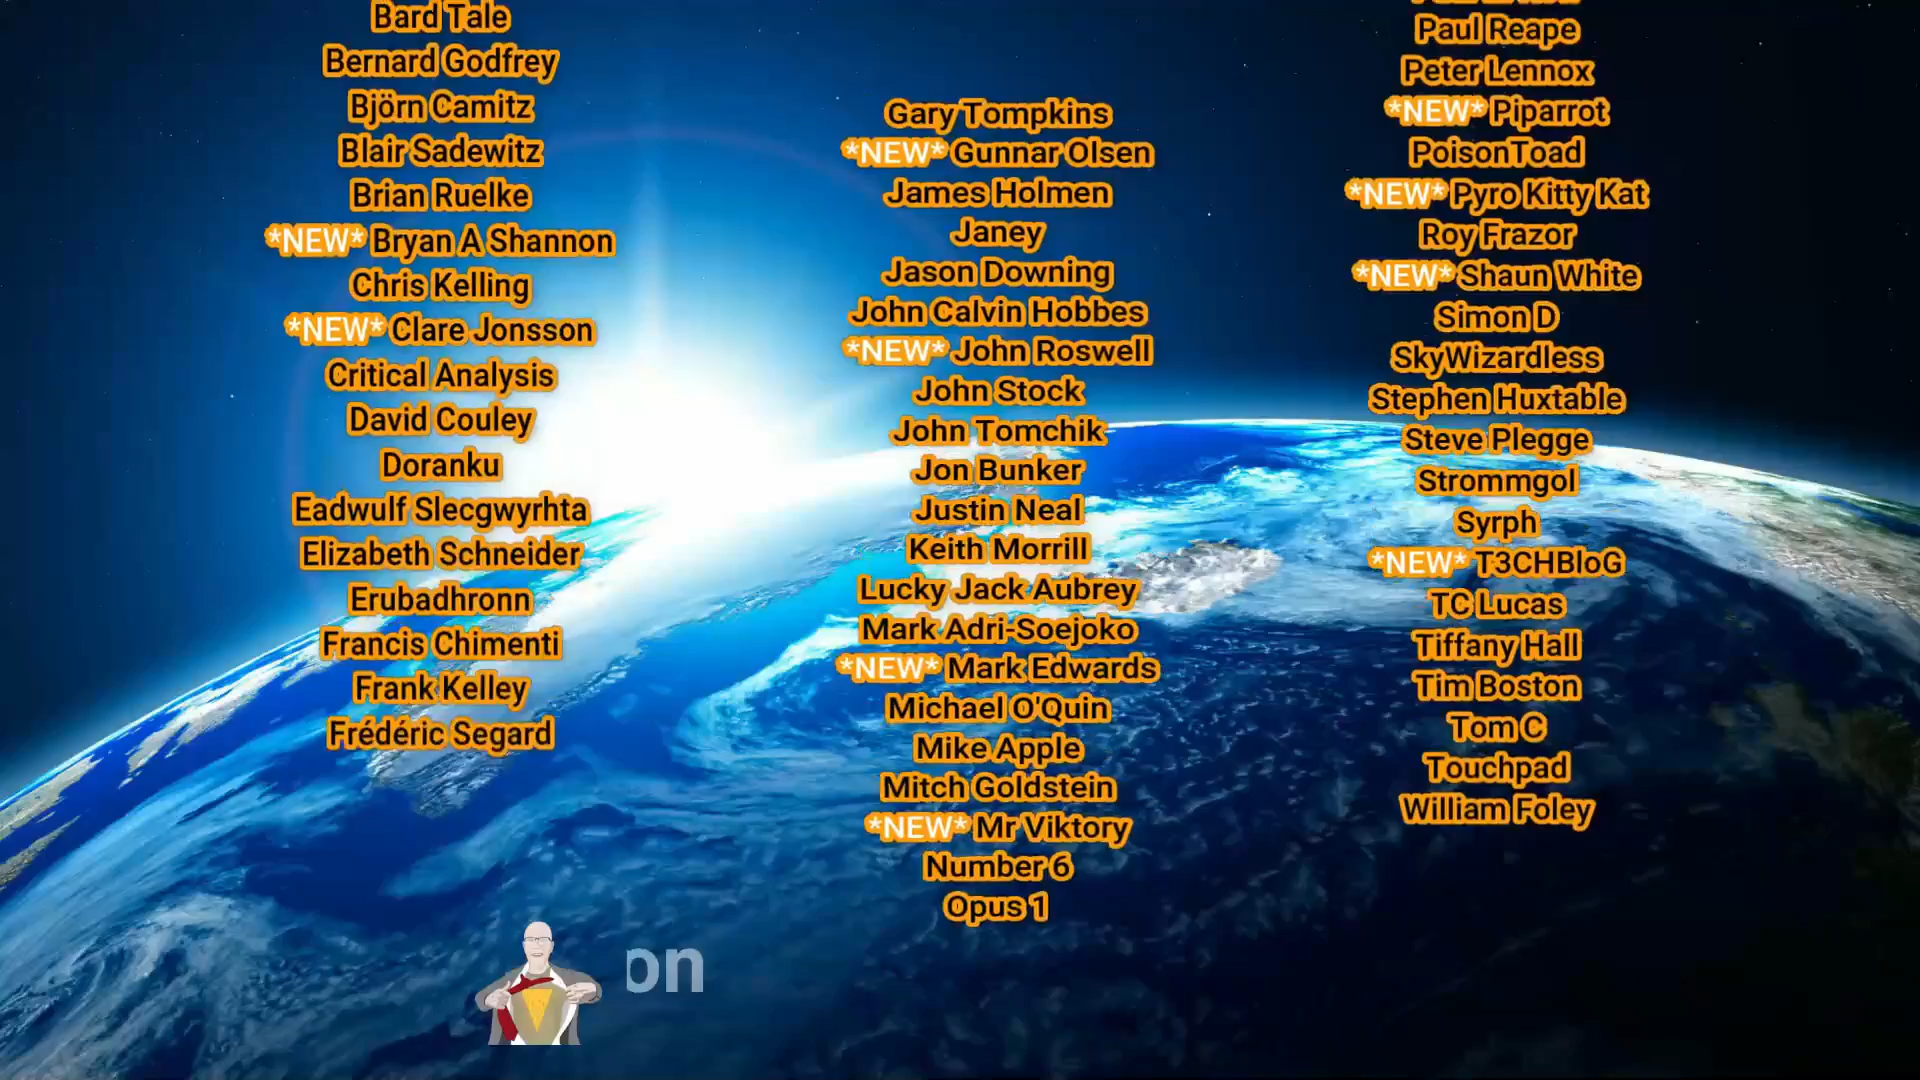 Bard Tale
Bernard Godfrey
Björn Camitz
Blair Sadewitz
Brian Ruelke
*NEW* Bryan A Shannon
Chris Kelling
*NEW* Clare Jonsson
Critical Analysis
David Couley
Doranku
Eadwulf Slecgwyrhta
Elizabeth Schneider
Erubadhronn
Francis Chimenti
Frank Kelley
Frédéric Segard
Gary Tompkins
*NEW* Gunnar Olsen
James Holmen
Janey
Jason Downing
John Calvin Hobbes
*NEW* John Roswell
John Stock
John Tomchik
Jon Bunker
Justin Neal
Keith Morrill
Lucky Jack Aubrey
Mark Adri-Soejoko
*NEW* Mark Edwards
Michael O'Quin
Mike Apple
Mitch Goldstein
*NEW* Mr Viktory
Number 6
Opus 1
Paul Reape
Peter Lennox
*NEW* Piparrot
PoisonToad
*NEW* Pyro Kitty Kat
Roy Frazor
*NEW* Shaun White
Simon D
SkyWizardless
Stephen Huxtable
Steve Plegge
Strommgol
Syrph
*NEW* T3CHBloG
TC Lucas
Tiffany Hall
Tim Boston
Tom C
Touchpad
William Foley
on